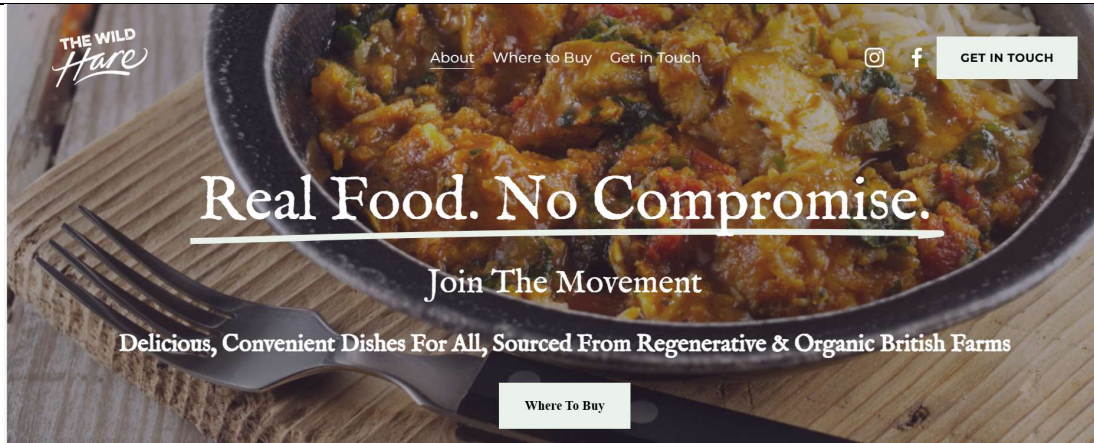 THE WILD
Hare
About Where to Buy Get in Touch
GET IN TOUCH
Real Food. No Compromise.
Join The Movement
Delicious, Convenient Dishes For All, Sourced From Regenerative & Organic British Farms
Where To Buy